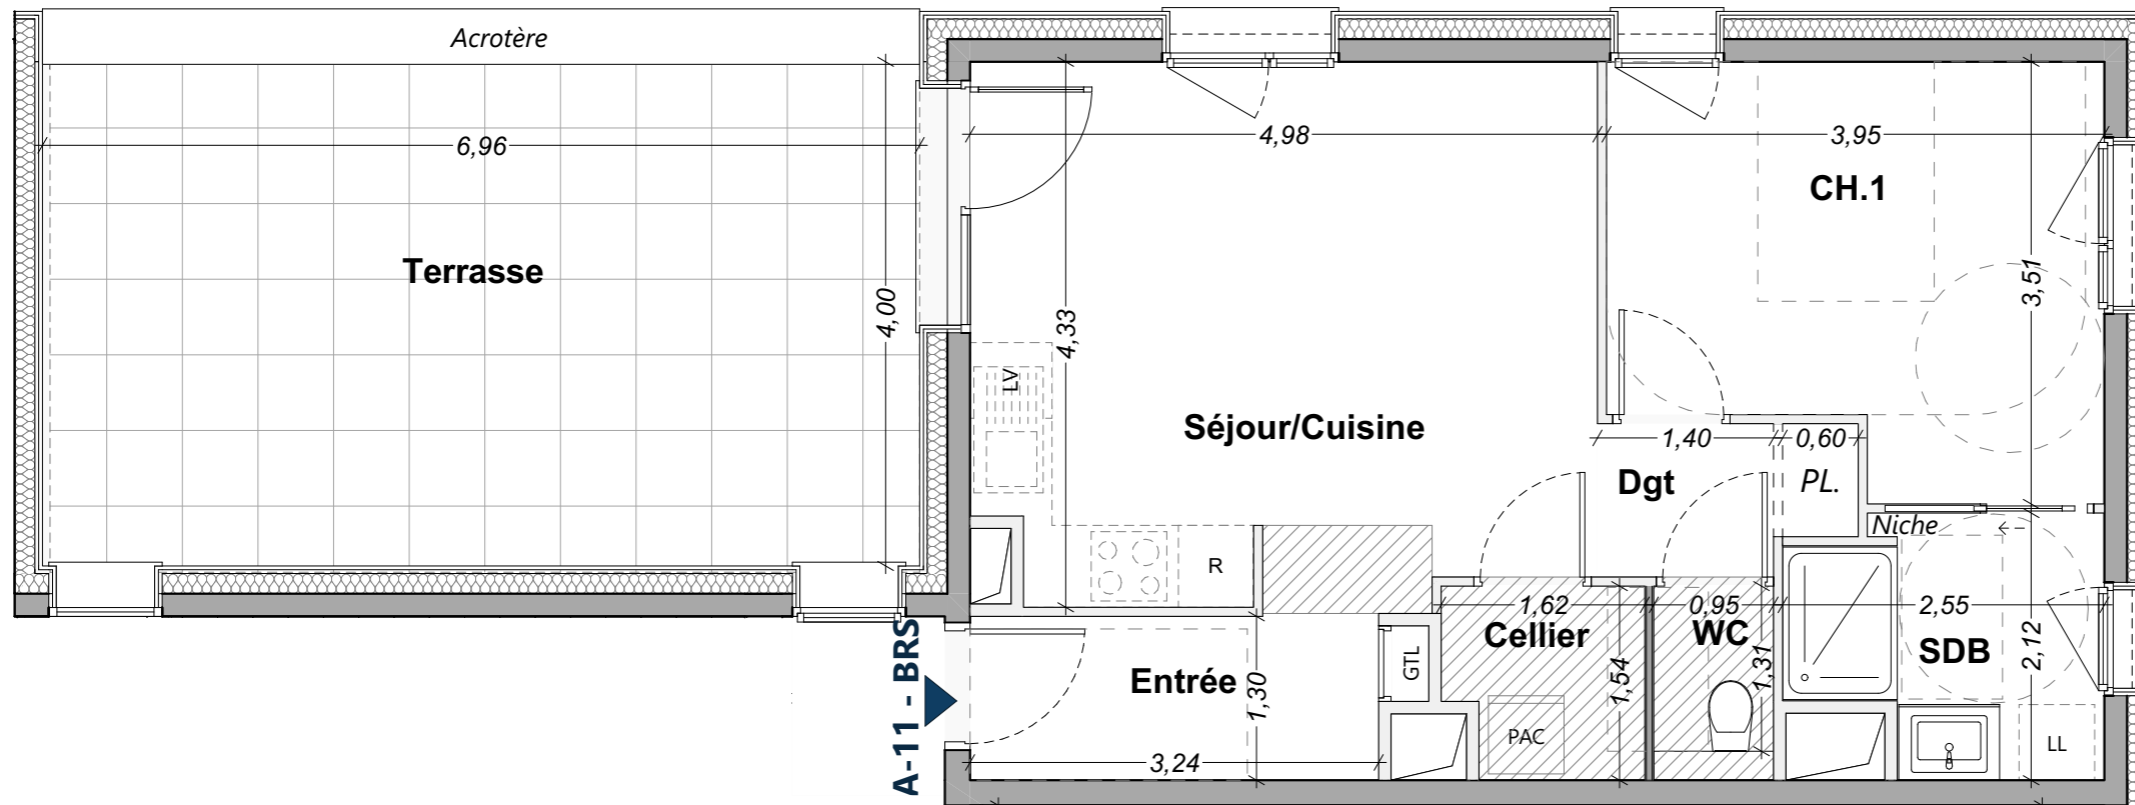 Acrotère
6,96
4,98
3,95
CH.1
Terrasse
4,00
4,33
3,51
LV
Séjour/Cuisine
1,40
0,60
Dgt
PL.
Niche
R
1,62
0,95
2,55
Cellier
WC
SDB
2,12
A-11 - BRS
Entrée
1,30
GTL
1,54
1,31
PAC
LL
3,24